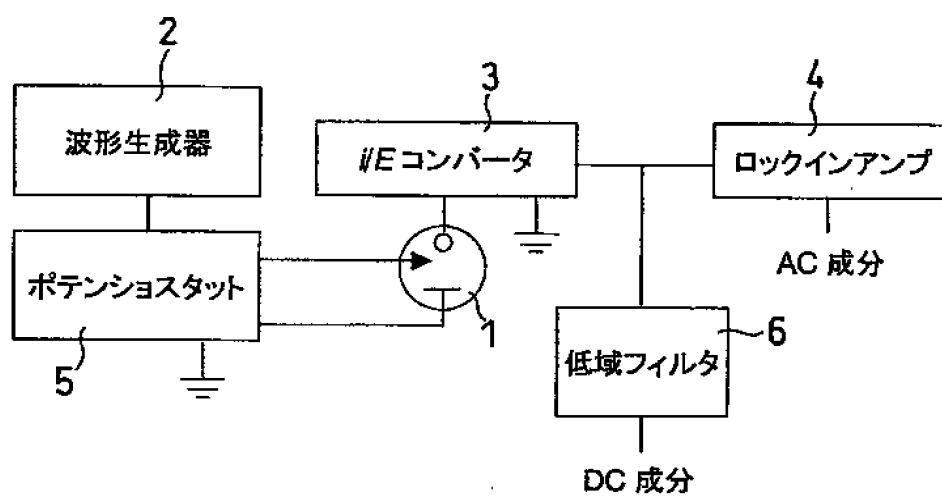 2
波形生成器
3
i/E コンバータ
4
ロックインアンプ
AC 成分
ポテンショスタット
5
1
6
低域フィルタ
DC 成分